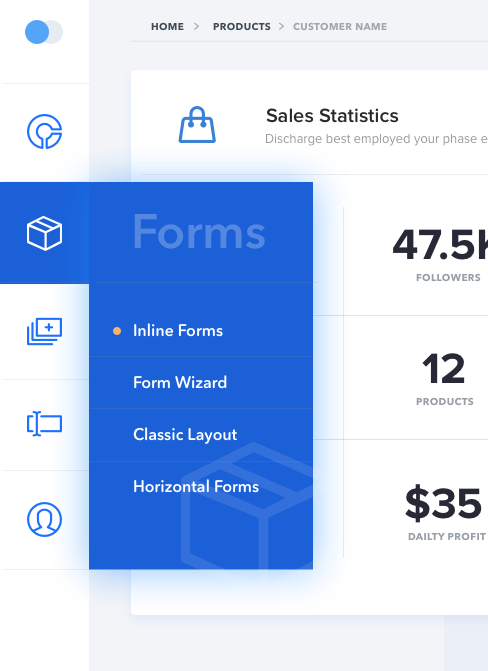 HOME > PRODUCTS > CUSTOMER NAME
Sales Statistics
Discharge best employed your phase e
Forms
Inline Forms
Form Wizard
Classic Layout
Horizontal Forms
47.5K
FOLLOWERS
12
PRODUCTS
$35
DAILTY PROFIT